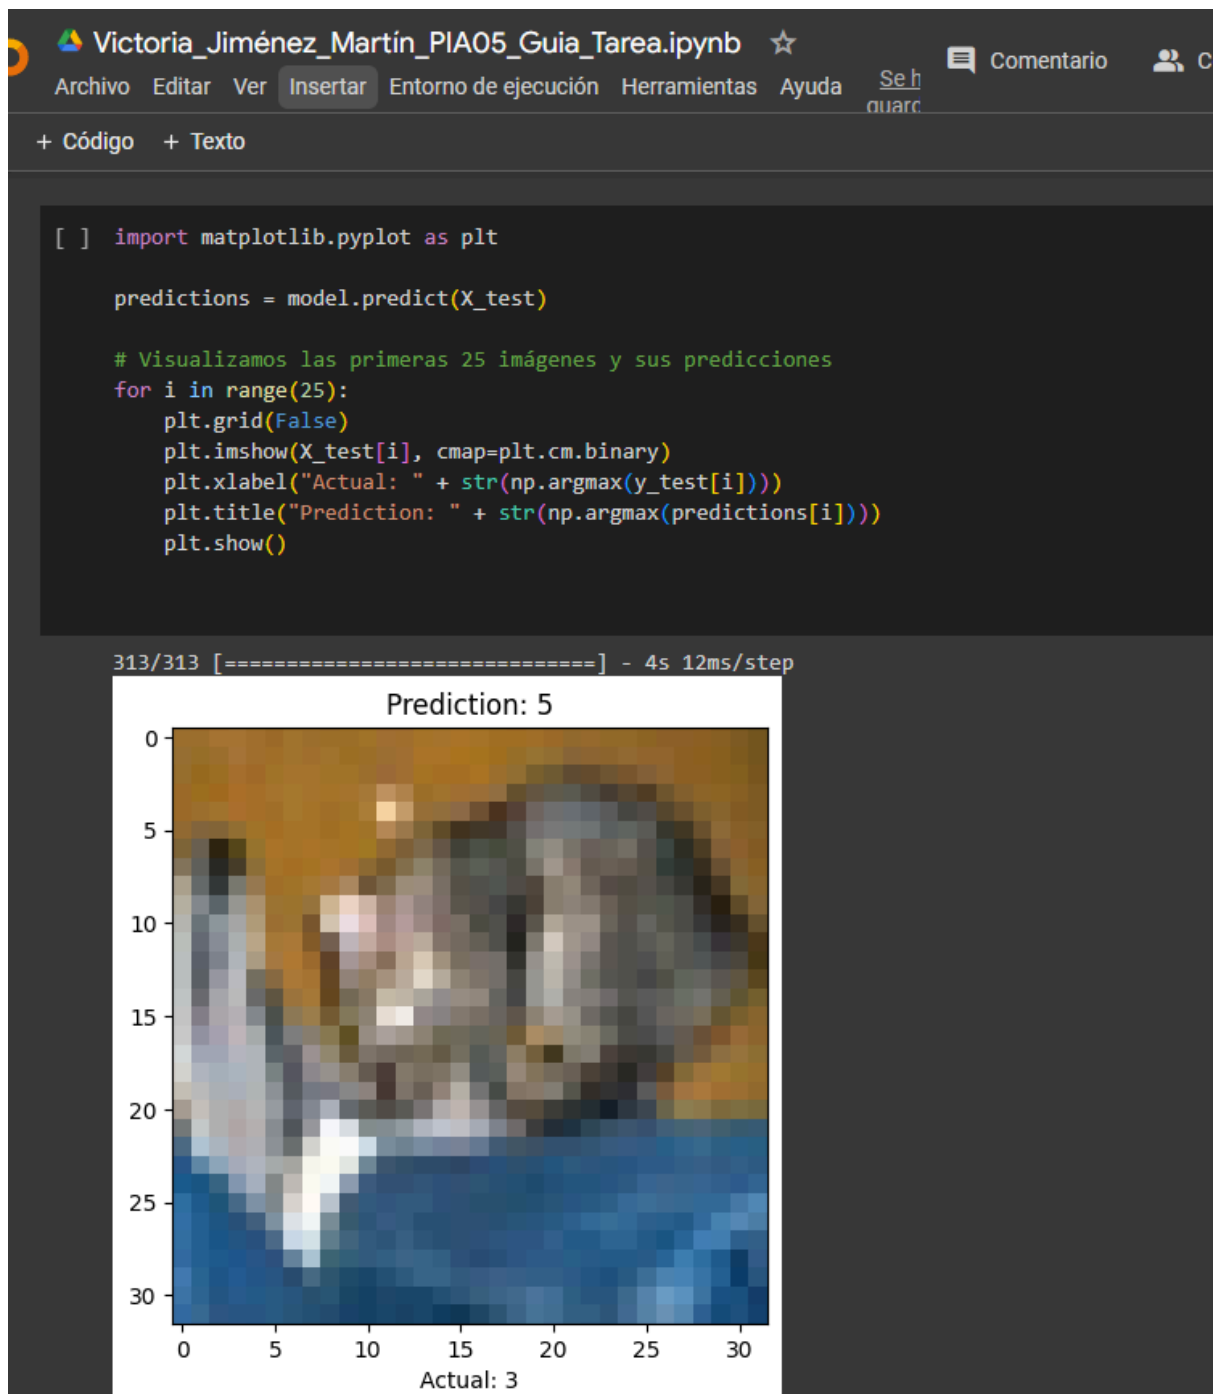 Victoria_Jiménez_Martín_PIA05_Guia_Tarea.ipynb
Comentario
Archivo Editar Ver Insertar Entorno de ejecución Herramientas Ayuda
+ Código + Texto
[ ] import matplotlib.pyplot as plt
predictions = model.predict(X_test)
# Visualizamos las primeras 25 imágenes y sus predicciones
for i in range(25):
plt.grid(False)
plt.imshow(X_test[i], cmap=plt.cm.binary)
plt.xlabel("Actual: " + str(np.argmax(y_test[i])))
plt.title("Prediction: " + str(np.argmax(predictions[i])))
plt.show()
313/313 [==============================] - 4s 12ms/step
Prediction: 5
0
5
10
15
20
25
30
0 5 10 15 20 25 30
Actual: 3